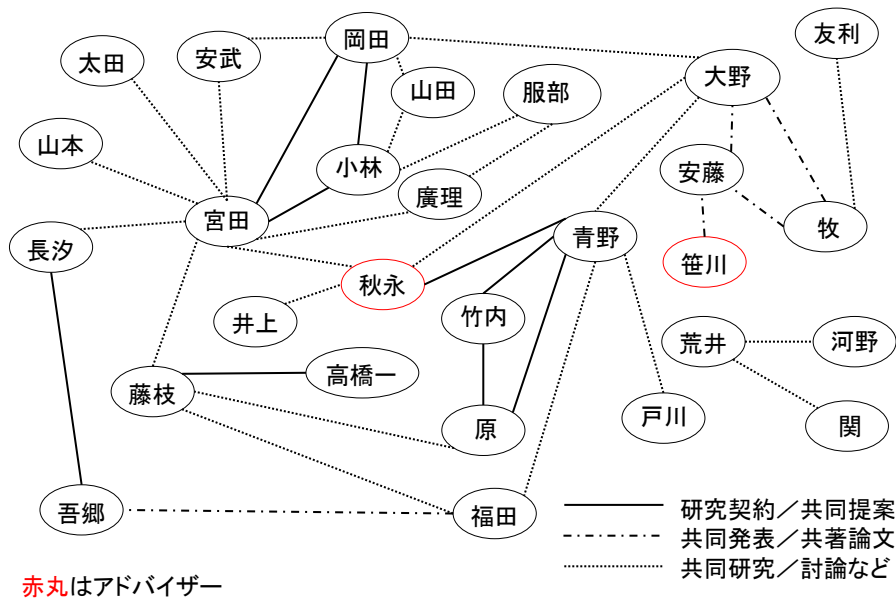 岡田
友利
安武
太田
大野
山田
服部
山本
小林
安藤
廣理
宮田
牧
長汐
青野
笹川
秋永
井上
竹内
荒井
河野
高橋一
藤枝
戸川
関
原
吾郷
福田
研究契約／共同提案
共同発表／共著論文
共同研究／討論など
赤丸はアドバイザー